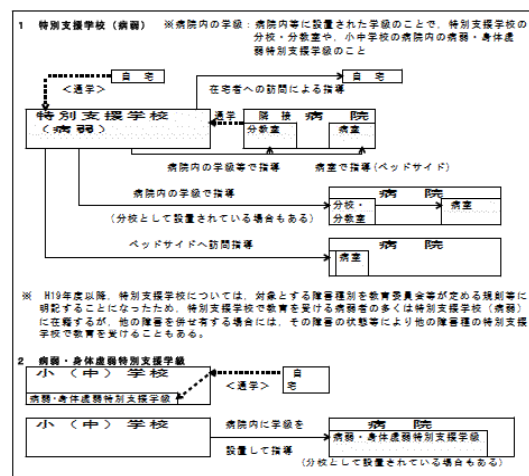 1 特別支援学校（病弱） ※病院内の学級：病院内等に設置された学級のことで，特別支援学校の
分校・分教室や，小中学校の病院内の病弱・身体虚
弱特別支援学級のこと
自 宅
＜通学＞
自 宅
在宅者への訪問による指導
特別支援学校
（病弱）
通学
隣 接 病 院
分教室
病室
病院内の学級等で指導
病室で指導（ベッドサイド）
病院内の学級で指導
（分校として設置されている場合もある）
病 院
分校・
分教室
病室
ベッドサイドへ訪問指導
病 院
病室
※ H19年度以降，特別支援学校については，対象とする障害種別を教育委員会等が定める規則等に
明記することになったため，特別支援学校で教育を受ける病弱者の多くは特別支援学校（病弱）
に在籍するが，他の障害を併せ有する場合には，その障害の状態等により他の障害種の特別支援
学校で教育を受けることもある。
2 病弱・身体虚弱特別支援学級
小（中）学校
病弱・身体虚弱特別支援学級
＜通学＞
自
宅
小（中）学校
病院内に学級を
設置して指導
病 院
病弱・身体虚弱特別支援学級
（分校として設置されている場合もある）